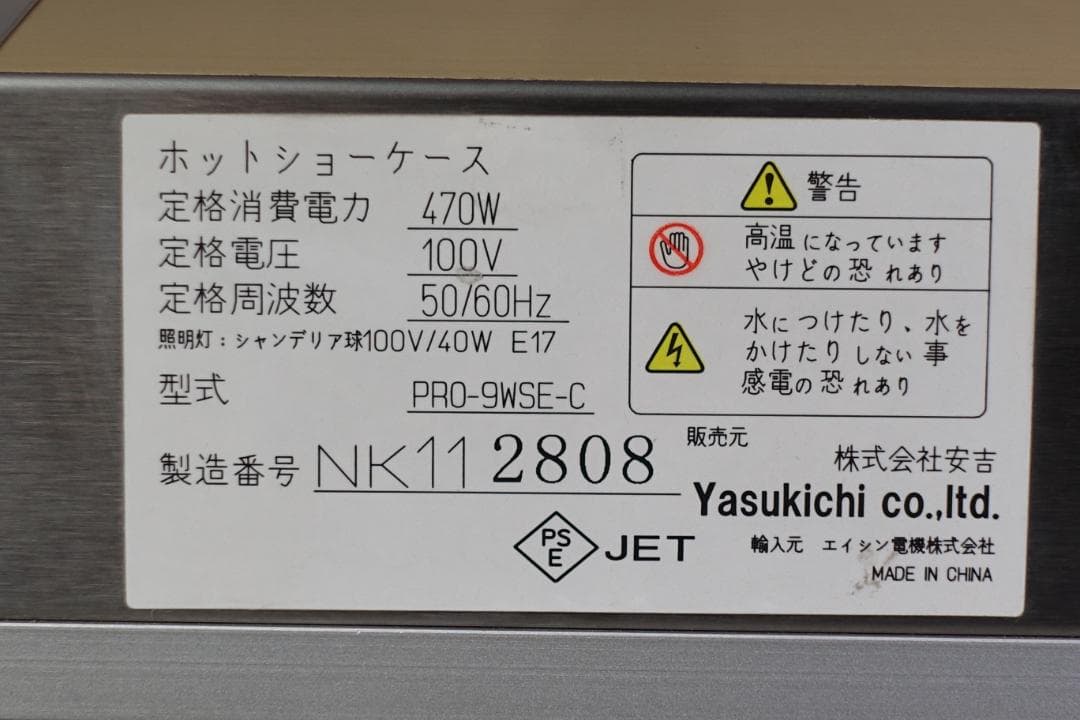 ホットショーケース
定格消費電力 470W
定格電圧 100V
定格周波数 50/60Hz
照明灯：シャンデリア球100V/40W E17
型式 PRO-9WSE-C
製造番号 NK11 2808
警告
高温になっています
やけどの恐れあり
水につけたり、水を
かけたりしない事
感電の恐れあり
販売元
株式会社安吉
Yasukichi co.,ltd.
PS
E
JET
輸入元 エイシン電機株式会社
MADE IN CHINA